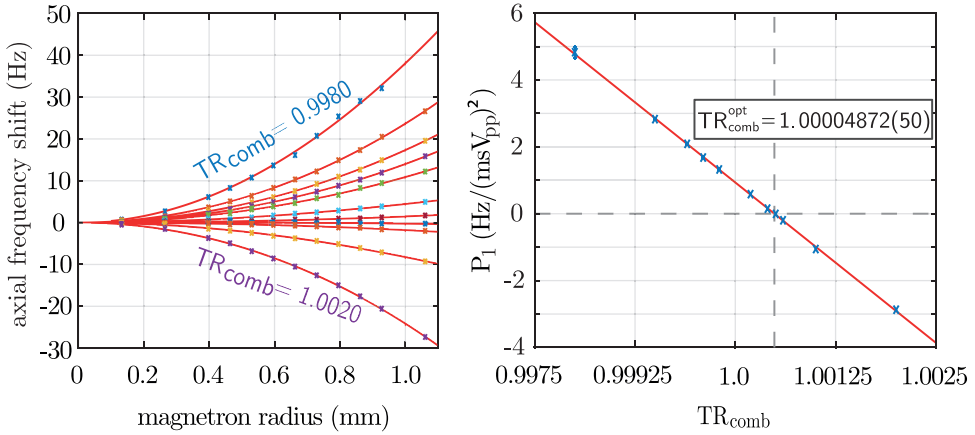 axial frequency shift (Hz)
50
40
30
20
10
0
-10
-20
-30
TRcomb= 0.9980
TRcomb= 1.0020
0 0.2 0.4 0.6 0.8 1.0
magnetron radius (mm)
P1 (Hz/(msVpp)²
6
4
2
0
-2
-4
TRcomb^opt=1.00004872(50)
0.9975 0.99925 1.0 1.00125 1.0025
TRcomb